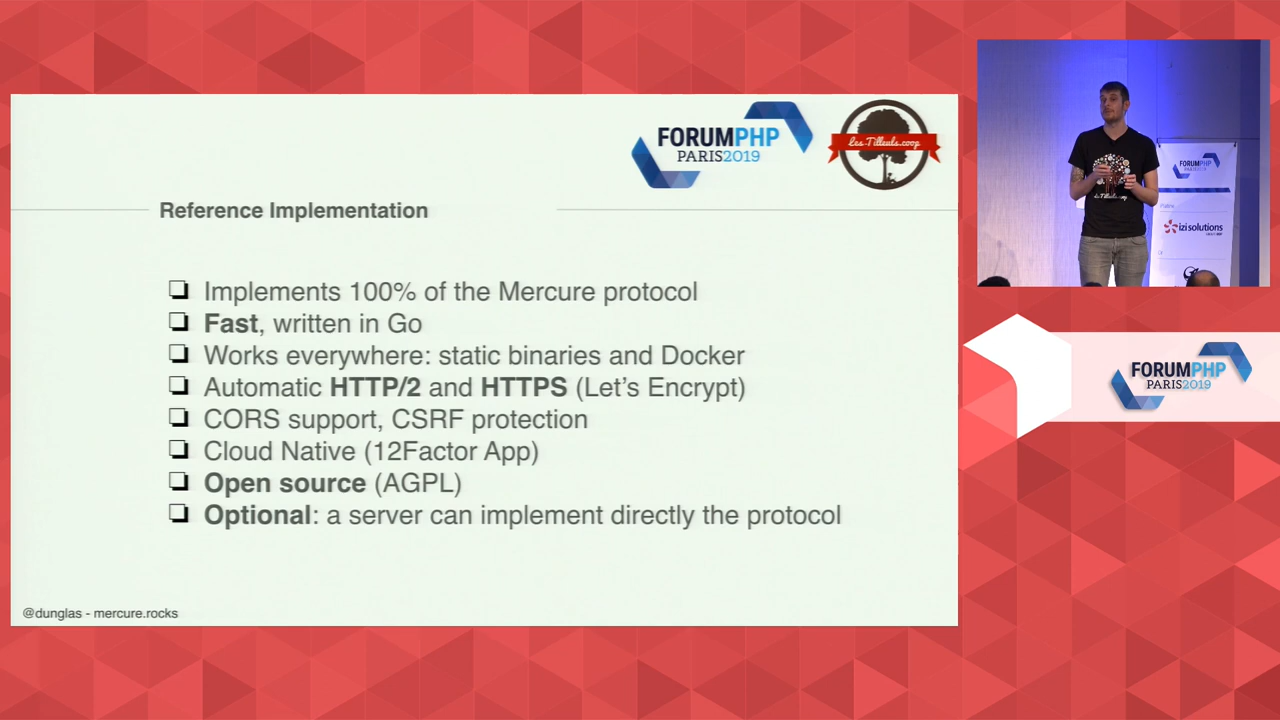 FORUMPHP
PARIS2019
Les-Tilleuls.coop
Reference Implementation
❏ Implements 100% of the Mercure protocol
❏ Fast, written in Go
❏ Works everywhere: static binaries and Docker
❏ Automatic HTTP/2 and HTTPS (Let's Encrypt)
❏ CORS support, CSRF protection
❏ Cloud Native (12Factor App)
❏ Open source (AGPL)
❏ Optional: a server can implement directly the protocol
@dunglas - mercure.rocks
FORUMPHP
izi solutions
FORUMPHP
PARIS2019